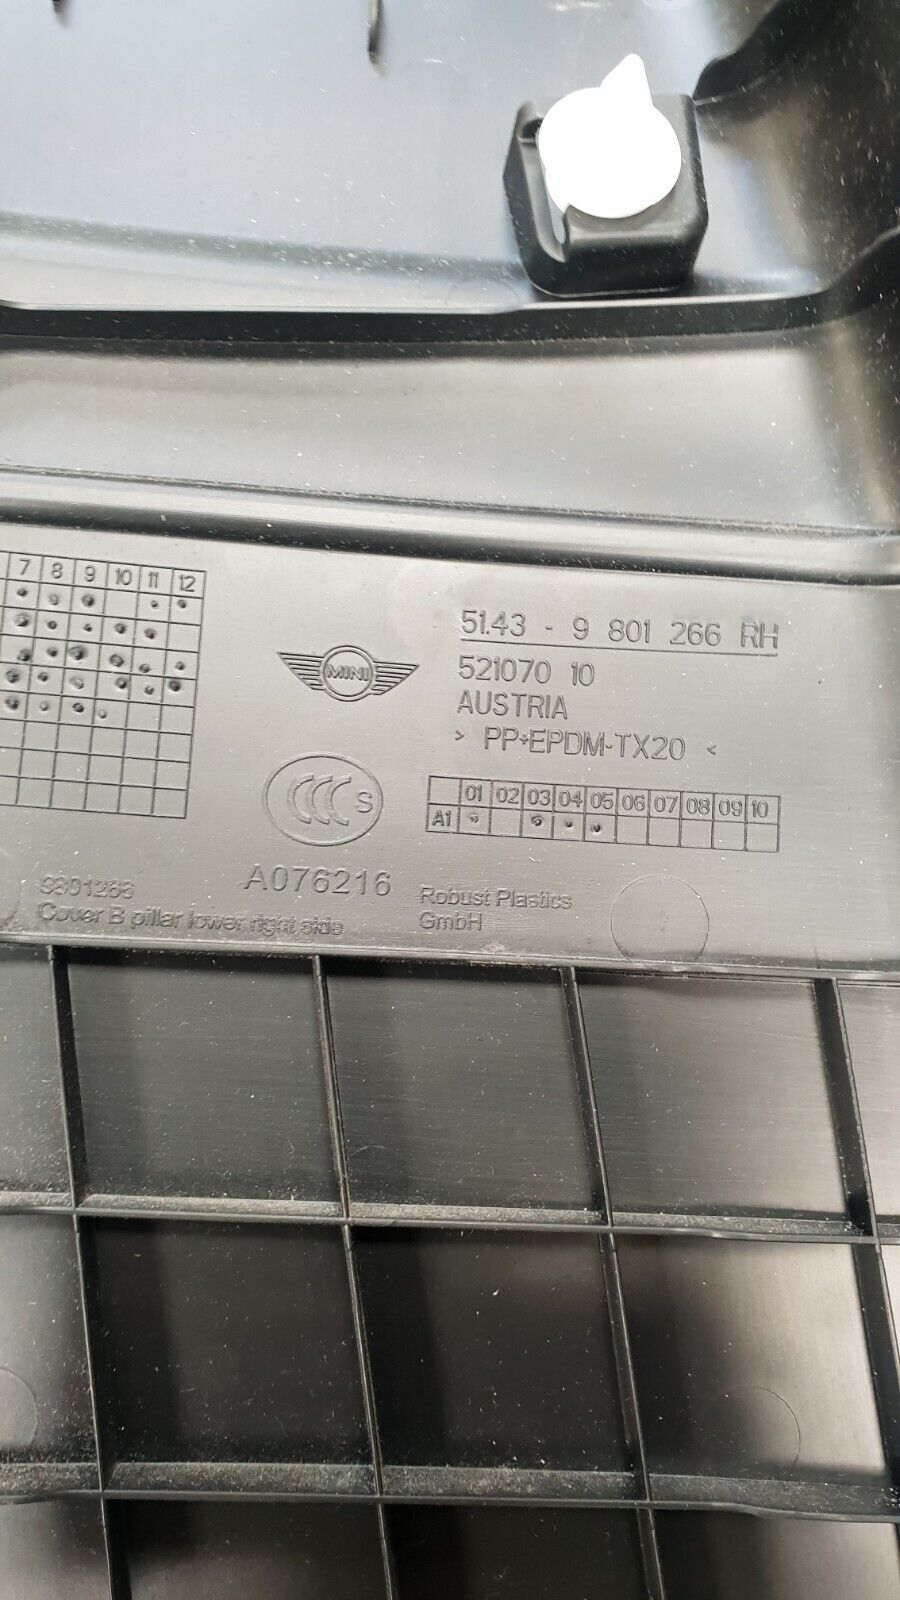 7 8 9 10 11 12
MINI
51.43 - 9 801 266 RH
521070 10
AUSTRIA
> PP+EPDM-TX20 <
01 02 03 04 05 06 07 08 09 10
A1
CCC S
A076216
Cover B pillar lower right side
Robust Plastics
GmbH